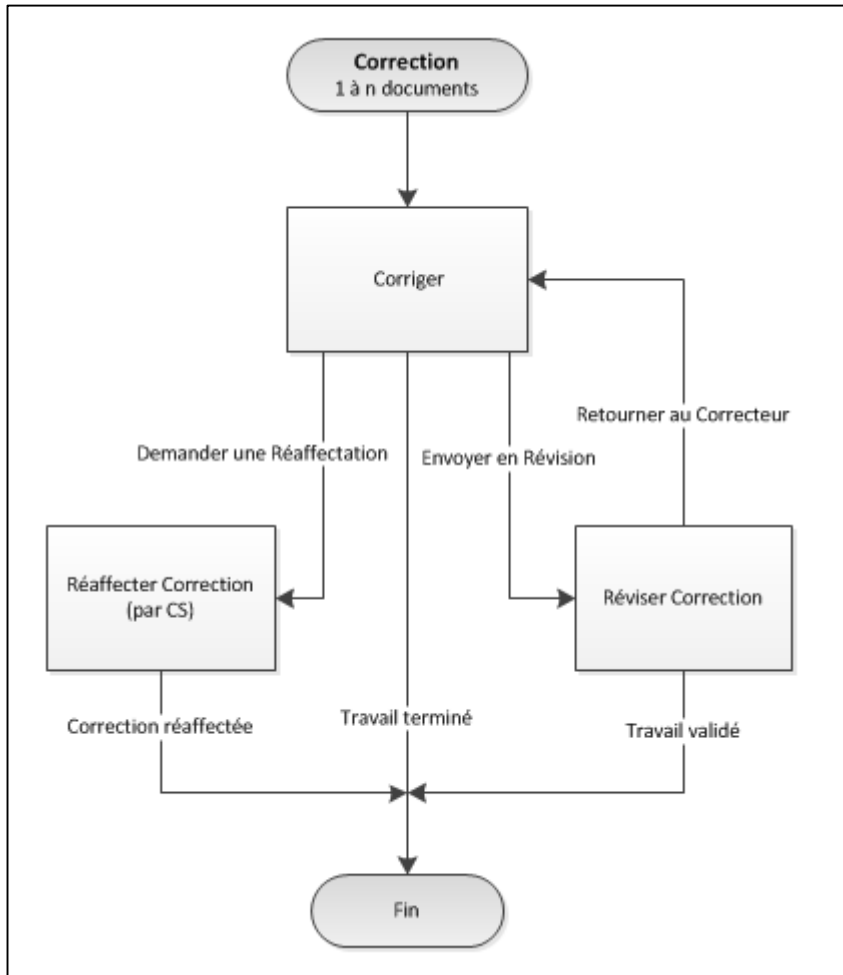 Correction
1 à n documents
Corriger
Retourner au Correcteur
Demander une Réaffectation
Envoyer en Révision
Réaffecter Correction
(par CS)
Réviser Correction
Correction réaffectée
Travail terminé
Travail validé
Fin